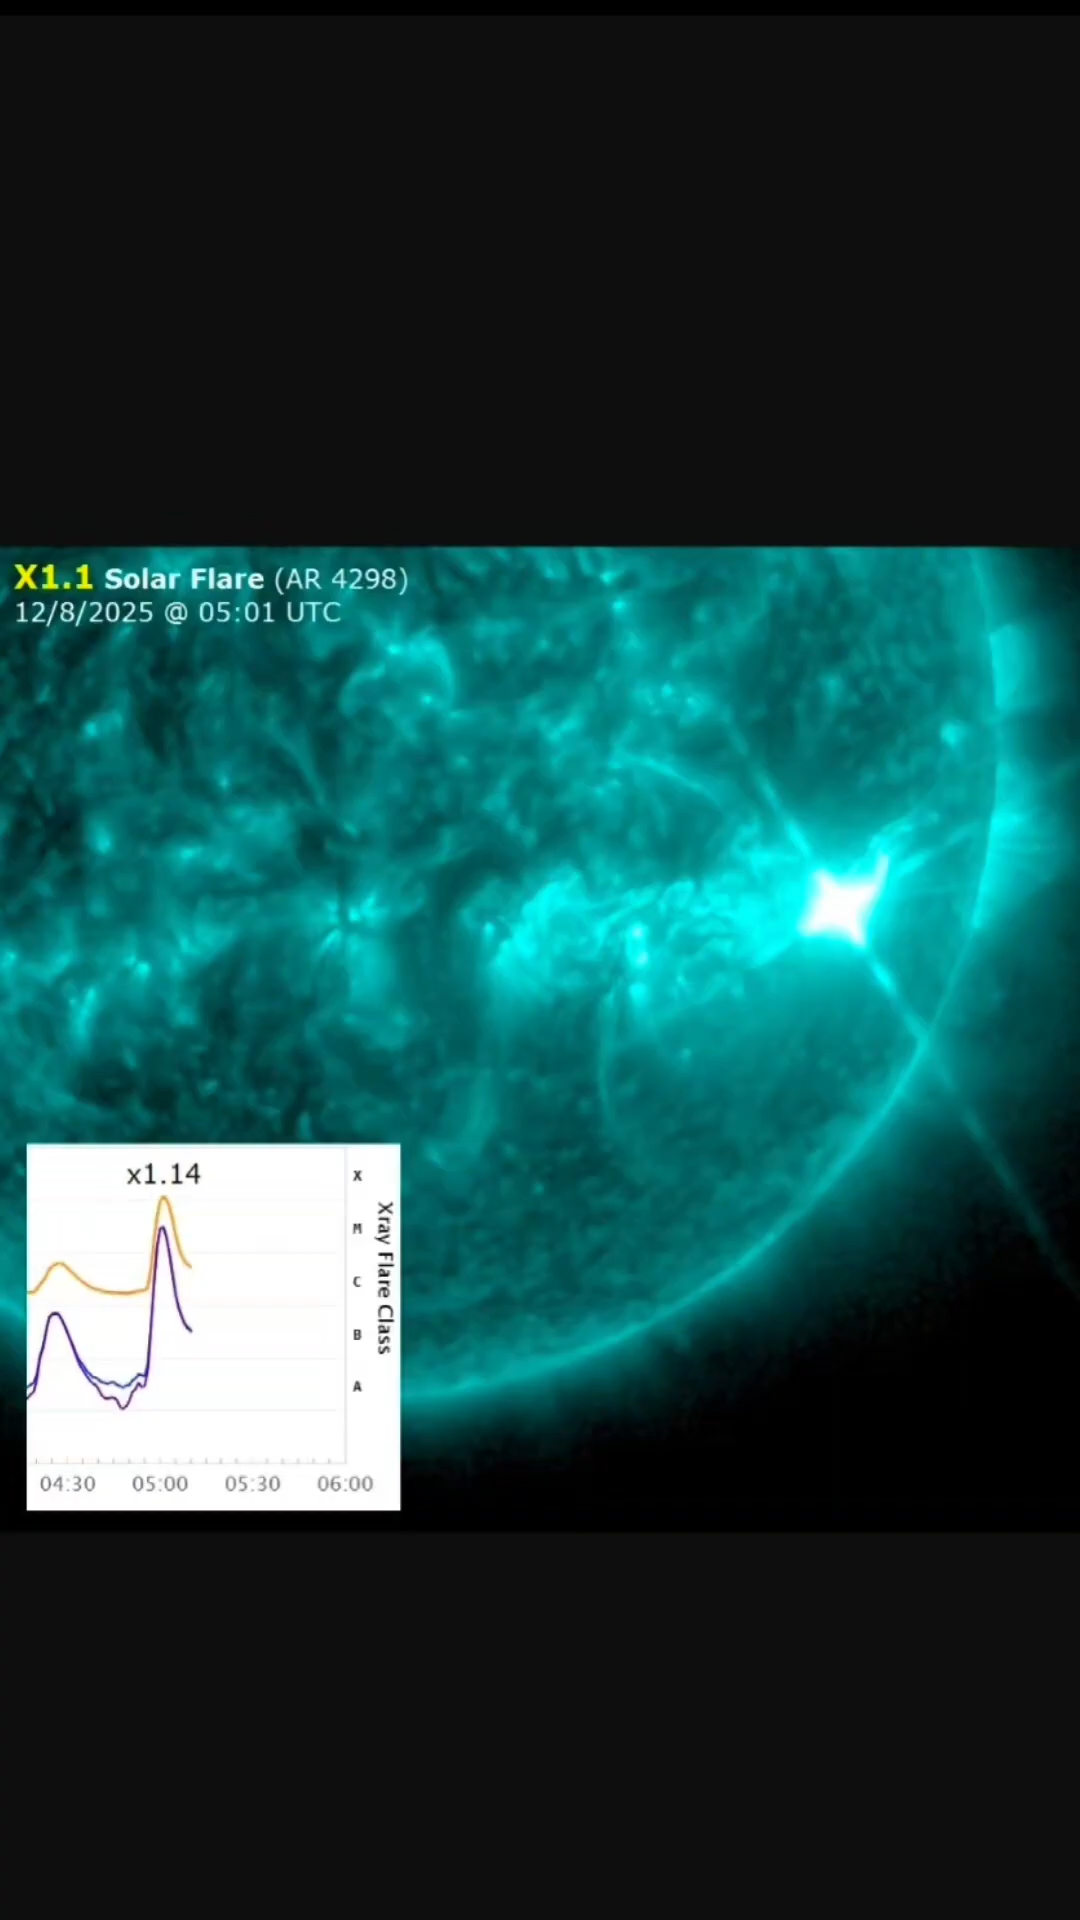 X1.1 Solar Flare (AR 4298)
12/8/2025 @ 05:01 UTC
x1.14
X
M
C
B
A
Xray Flare Class
04:30 05:00 05:30 06:00